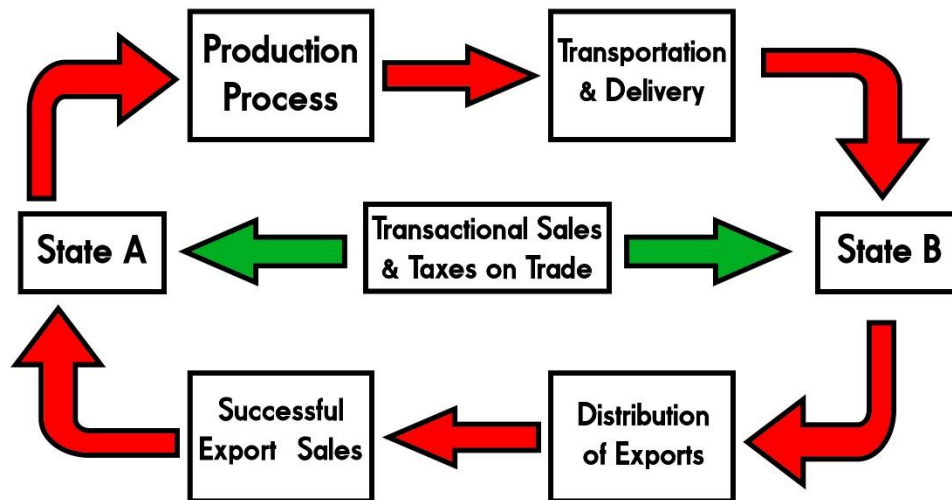 Production
Process
Transportation
& Delivery
State A
Transactional Sales
& Taxes on Trade
State B
Successful
Export Sales
Distribution
of Exports